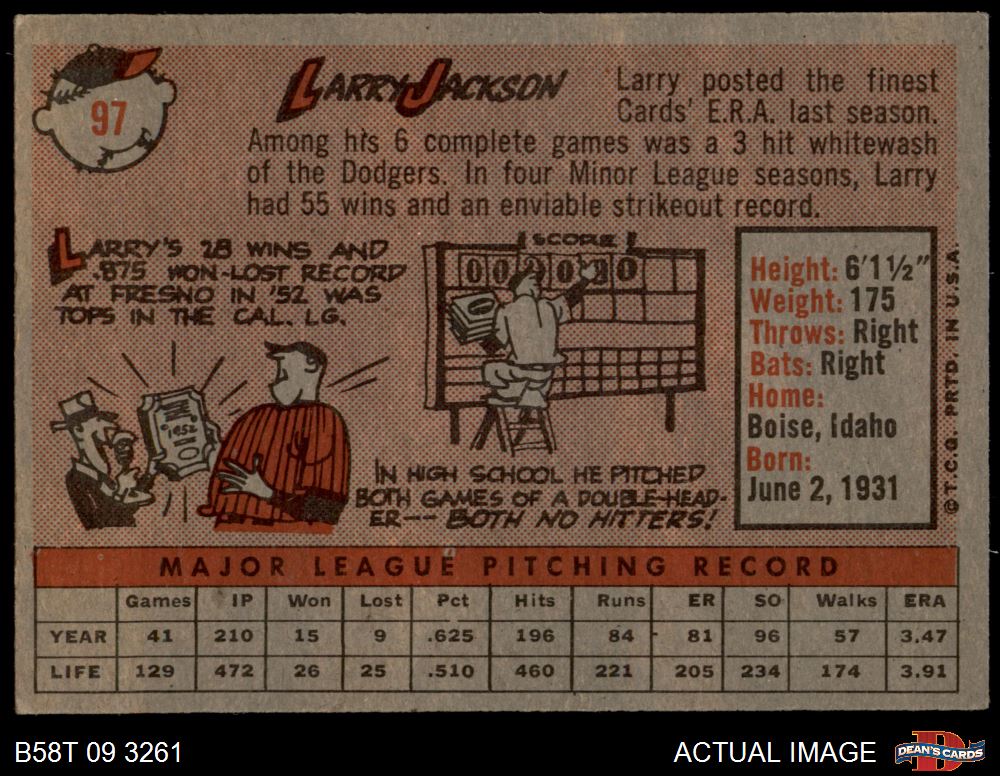 97
LARRY JACKSON
Larry posted the finest
Cards' E.R.A. last season.
Among his 6 complete games was a 3 hit whitewash
of the Dodgers. In four Minor League seasons, Larry
had 55 wins and an enviable strikeout record.
LARRY'S 28 WINS AND
.875 WON-LOST RECORD
AT FRESNO IN '52 WAS
TOPS IN THE CAL. LG.
1952
SCORE
IN HIGH SCHOOL HE PITCHED
BOTH GAMES OF A DOUBLE-HEAD-
ER-- BOTH NO HITTERS!
Height: 6'1½"
Weight: 175
Throws: Right
Bats: Right
Home:
Boise, Idaho
Born:
June 2, 1931
© T.C.G. PRTD. IN U.S.A.
MAJOR LEAGUE PITCHING RECORD
Games IP Won Lost Pct Hits Runs ER SO Walks ERA
YEAR 41 210 15 9 .625 196 84 81 96 57 3.47
LIFE 129 472 26 25 .510 460 221 205 234 174 3.91
B58T 09 3261
ACTUAL IMAGE
DEAN'S CARDS